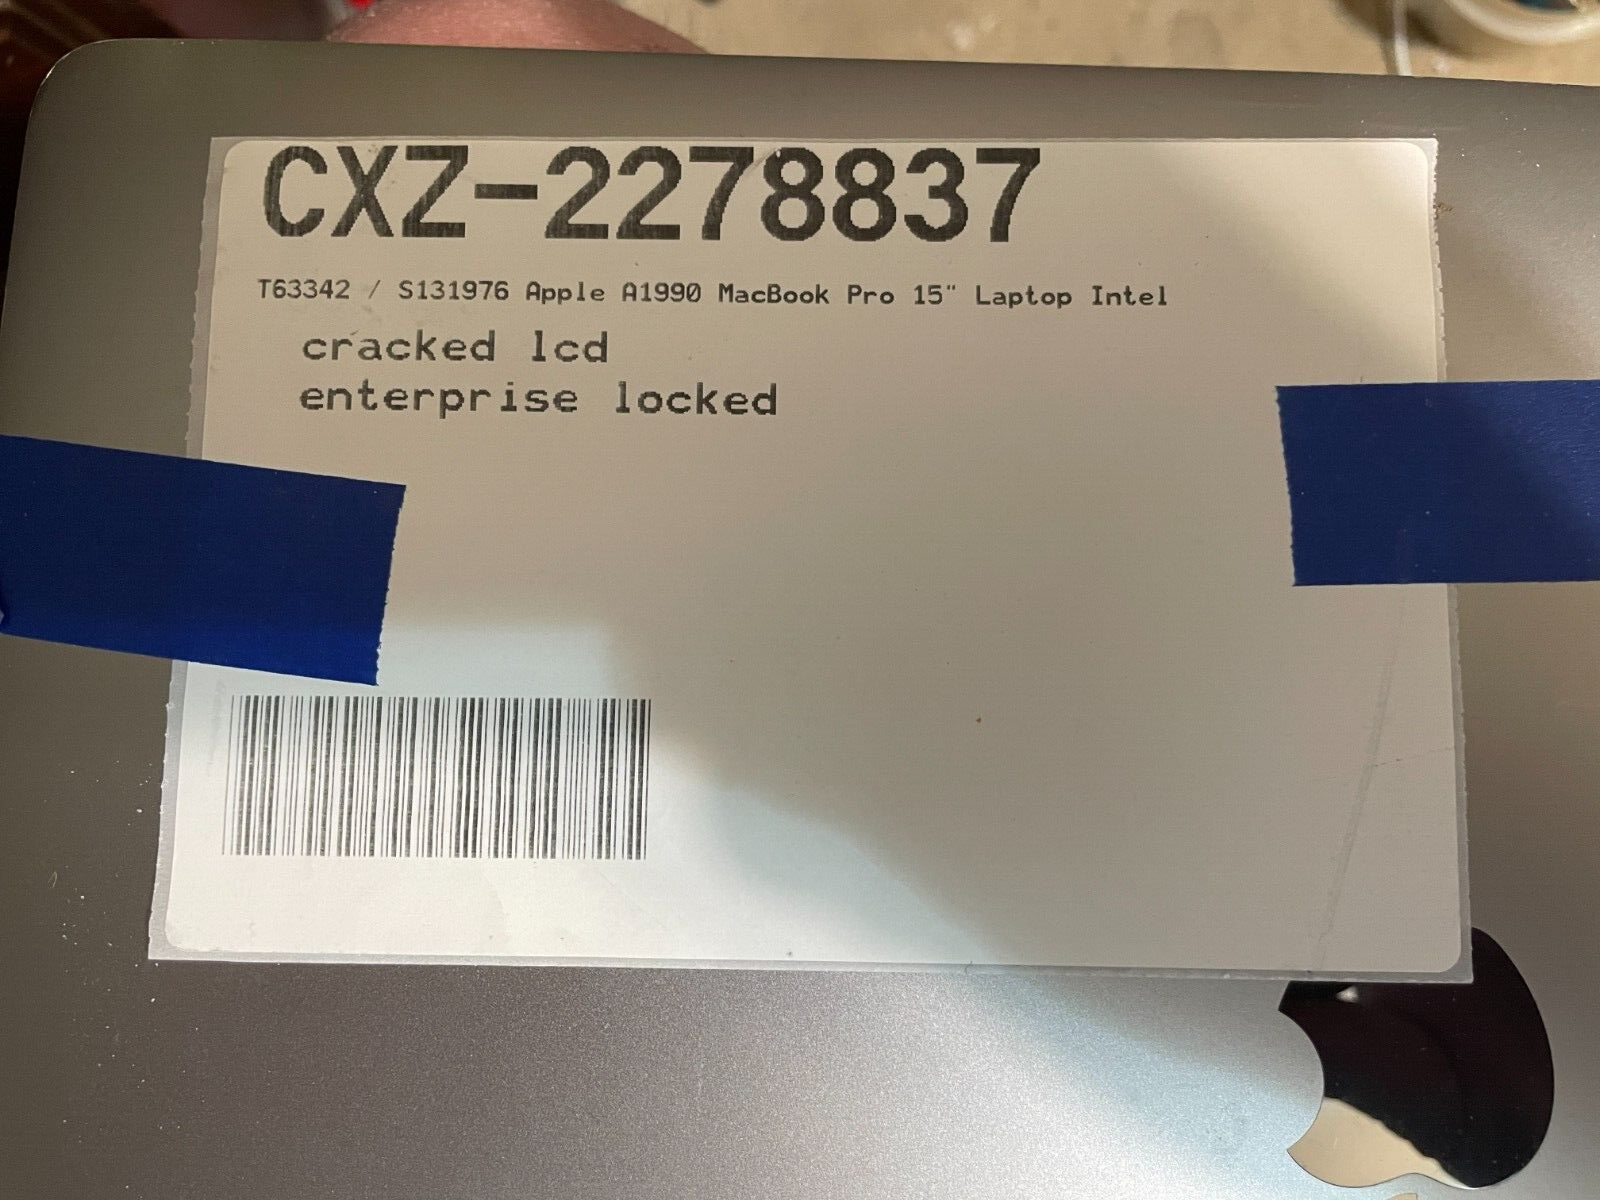 CXZ-2278837
T63342 / S131976 Apple A1990 MacBook Pro 15" Laptop Intel
cracked lcd
enterprise locked